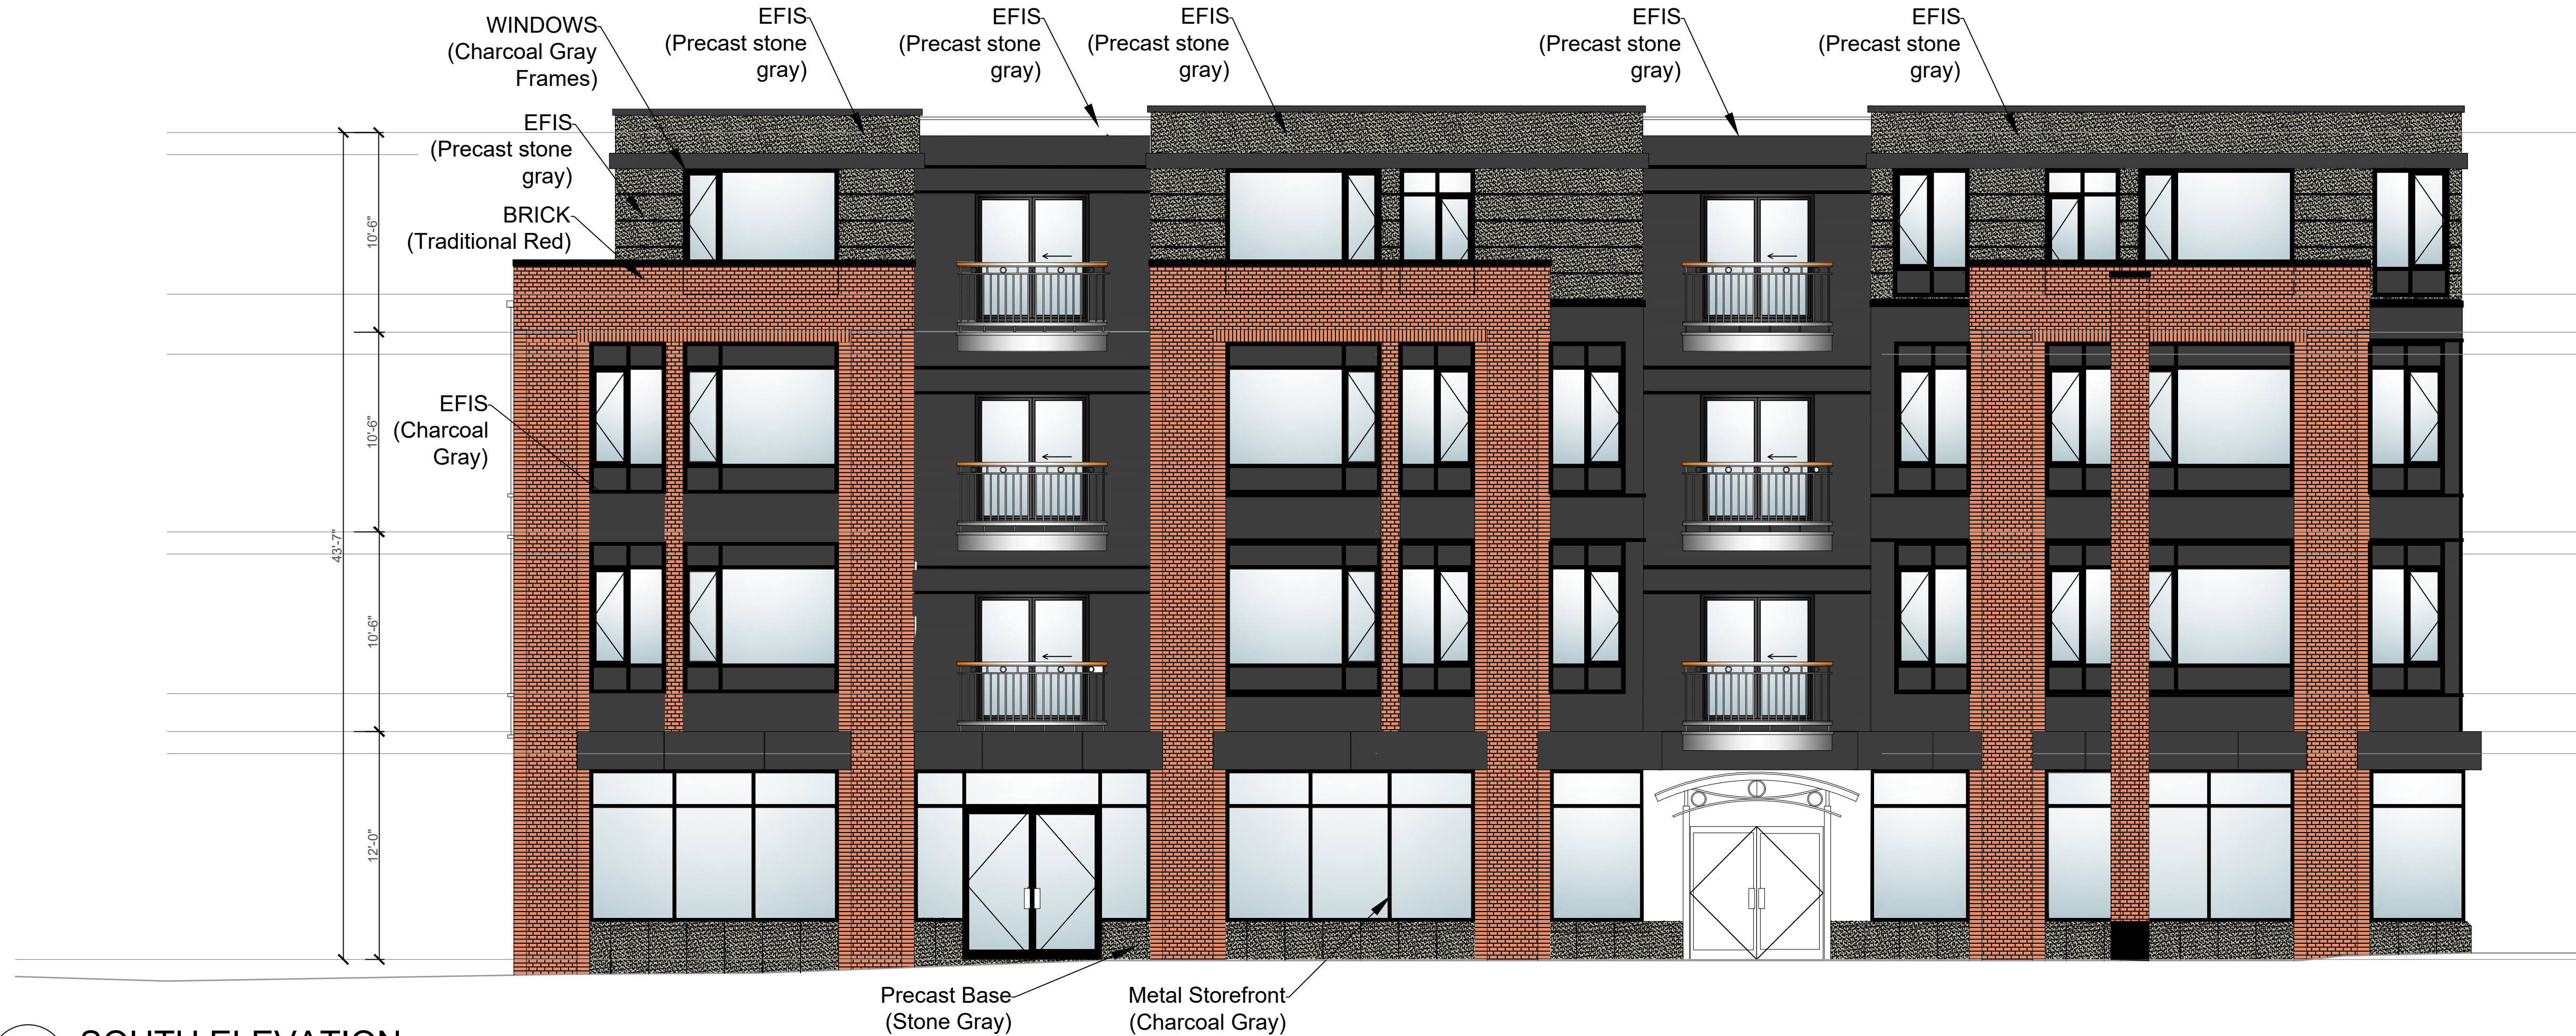 WINDOWS
(Charcoal Gray
Frames)
EFIS
(Precast stone
gray)
EFIS
(Precast stone
gray)
EFIS
(Precast stone
gray)
EFIS
(Precast stone
gray)
EFIS
(Precast stone
gray)
EFIS
(Precast stone
gray)
BRICK
(Traditional Red)
EFIS
(Charcoal
Gray)
10'-6"
10'-6"
10'-6"
12'-0"
43'-7"
Precast Base
(Stone Gray)
Metal Storefront
(Charcoal Gray)
SOUTH ELEVATION